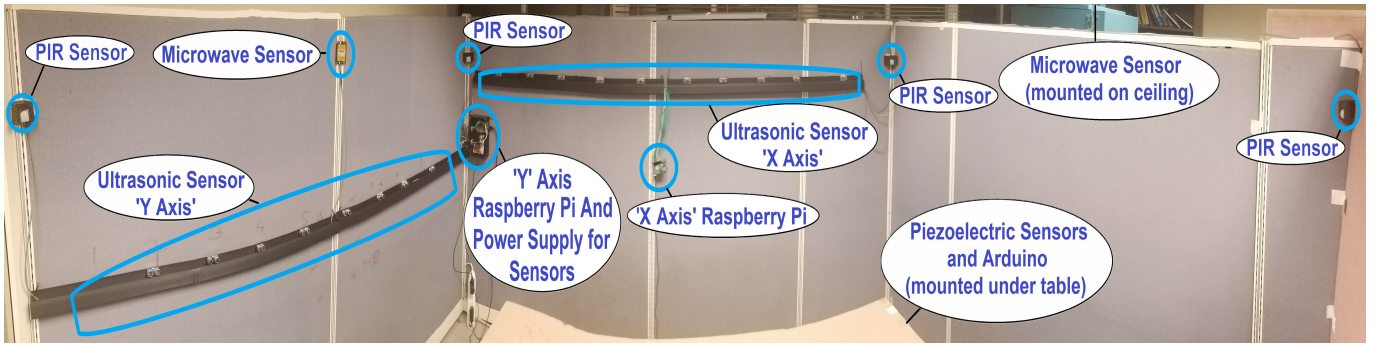 PIR Sensor
Microwave Sensor
PIR Sensor
Microwave Sensor
(mounted on ceiling)
PIR Sensor
Ultrasonic Sensor
'X Axis'
PIR Sensor
Ultrasonic Sensor
'Y Axis'
'Y' Axis
Raspberry Pi And
Power Supply for
Sensors
'X Axis' Raspberry Pi
Piezoelectric Sensors
and Arduino
(mounted under table)